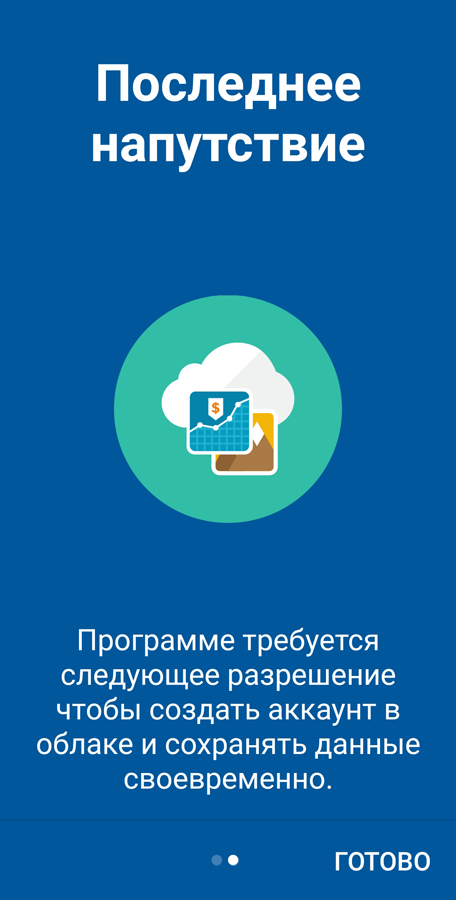 Последнее
напутствие
$
Программе требуется
следующее разрешение
чтобы создать аккаунт в
облаке и сохранять данные
своевременно.
ГОТОВО